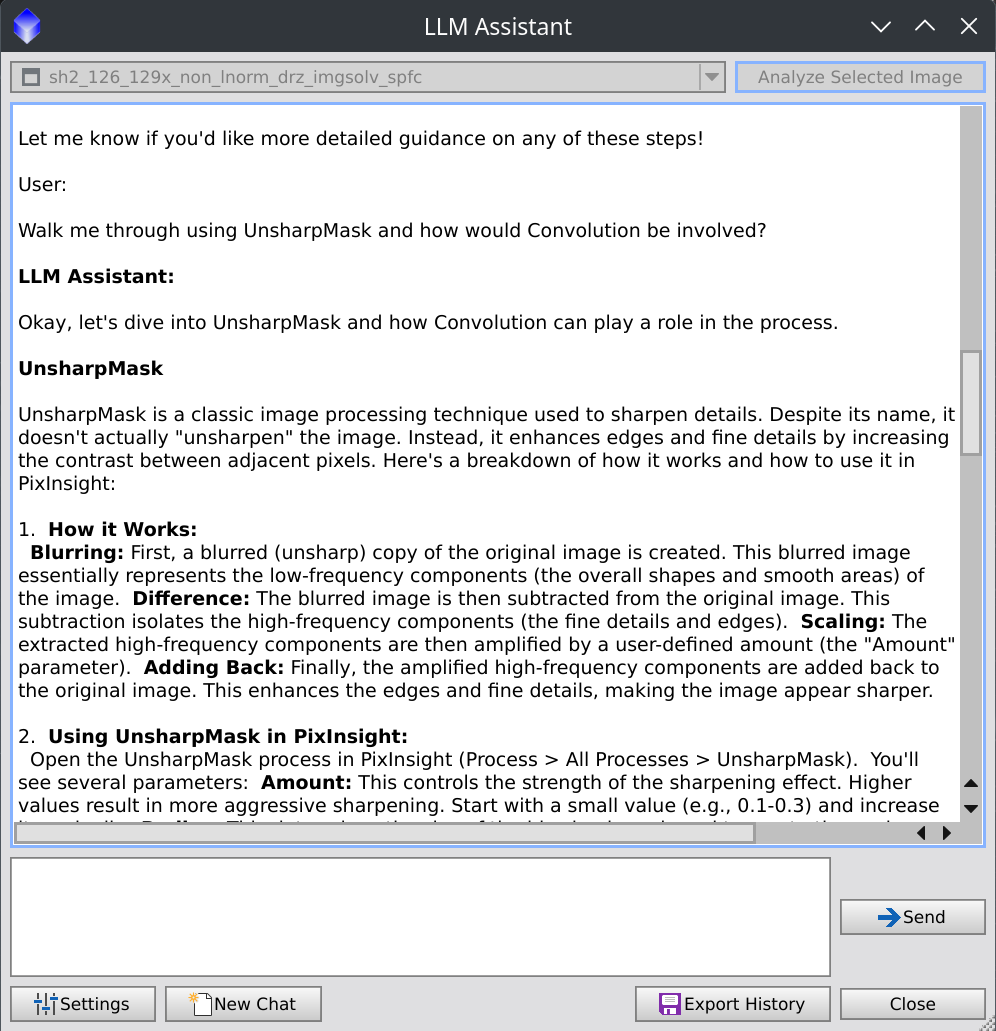 LLM Assistant
sh2_126_129x_non_lnorm_drz_imgsolv_spfc
Analyze Selected Image
Let me know if you'd like more detailed guidance on any of these steps!
User:
Walk me through using UnsharpMask and how would Convolution be involved?
LLM Assistant:
Okay, let's dive into UnsharpMask and how Convolution can play a role in the process.
UnsharpMask
UnsharpMask is a classic image processing technique used to sharpen details. Despite its name, it
doesn't actually "unsharpen" the image. Instead, it enhances edges and fine details by increasing
the contrast between adjacent pixels. Here's a breakdown of how it works and how to use it in
PixInsight:
1. How it Works:
Blurring: First, a blurred (unsharp) copy of the original image is created. This blurred image
essentially represents the low-frequency components (the overall shapes and smooth areas) of
the image. Difference: The blurred image is then subtracted from the original image. This
subtraction isolates the high-frequency components (the fine details and edges). Scaling: The
extracted high-frequency components are then amplified by a user-defined amount (the "Amount"
parameter). Adding Back: Finally, the amplified high-frequency components are added back to
the original image. This enhances the edges and fine details, making the image appear sharper.
2. Using UnsharpMask in PixInsight:
Open the UnsharpMask process in PixInsight (Process > All Processes > UnsharpMask). You'll
see several parameters: Amount: This controls the strength of the sharpening effect. Higher
values result in more aggressive sharpening. Start with a small value (e.g., 0.1-0.3) and increase
Send
Settings
New Chat
Export History
Close